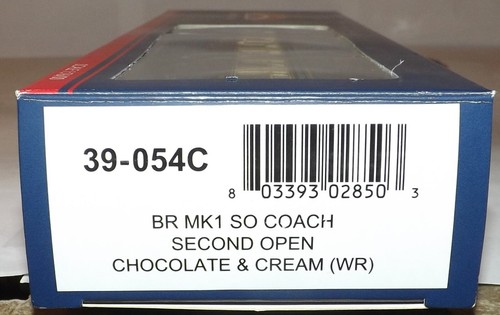 39-054C
8 03393 02850 3
BR MK1 SO COACH
SECOND OPEN
CHOCOLATE & CREAM (WR)